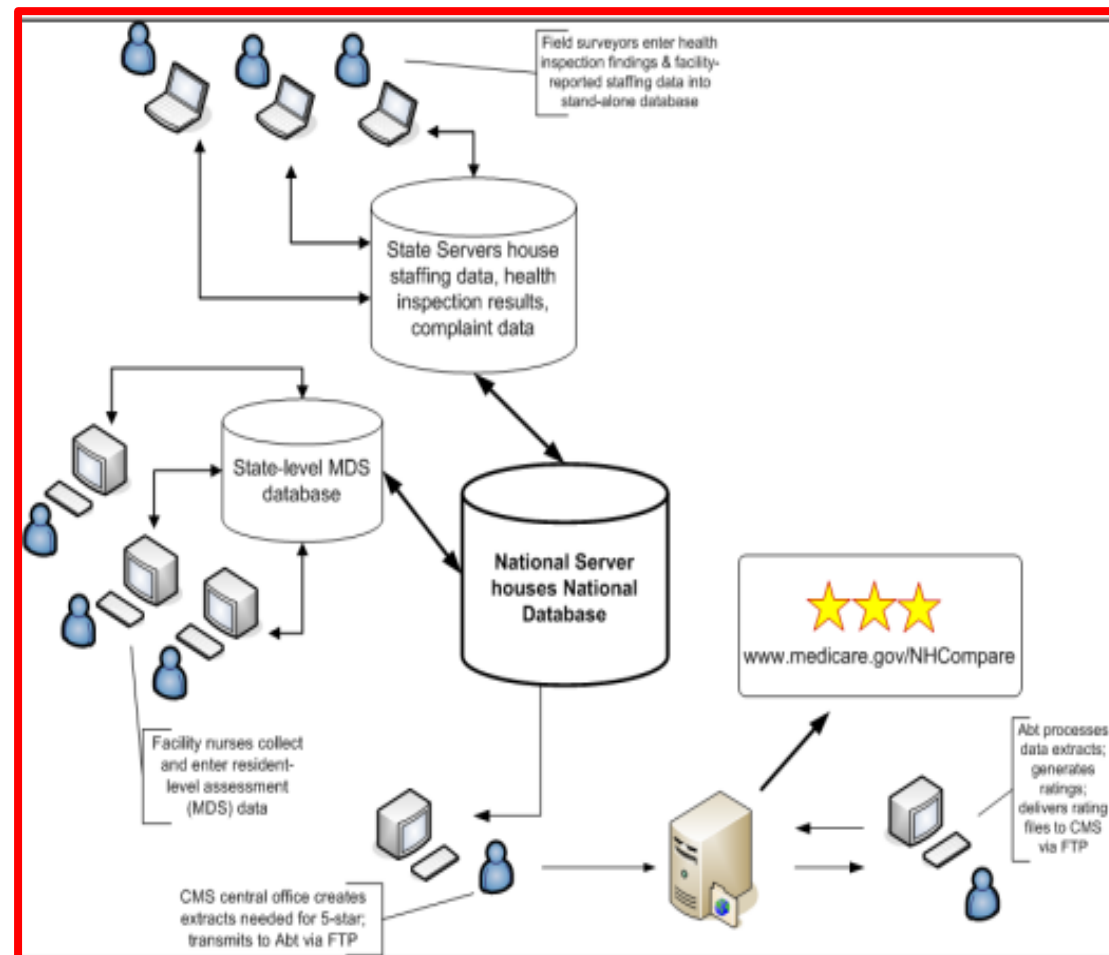 Field surveyors enter health
inspection findings & facility-
reported staffing data into
stand-alone database
State Servers house
staffing data, health
inspection results,
complaint data
State-level MDS
database
National Server
houses National
Database
www.medicare.gov/NHCompare
Facility nurses collect
and enter resident-
level assessment
(MDS) data
Abt processes
data extracts;
generates
ratings;
delivers rating
files to CMS
via FTP
CMS central office creates
extracts needed for 5-star;
transmits to Abt via FTP